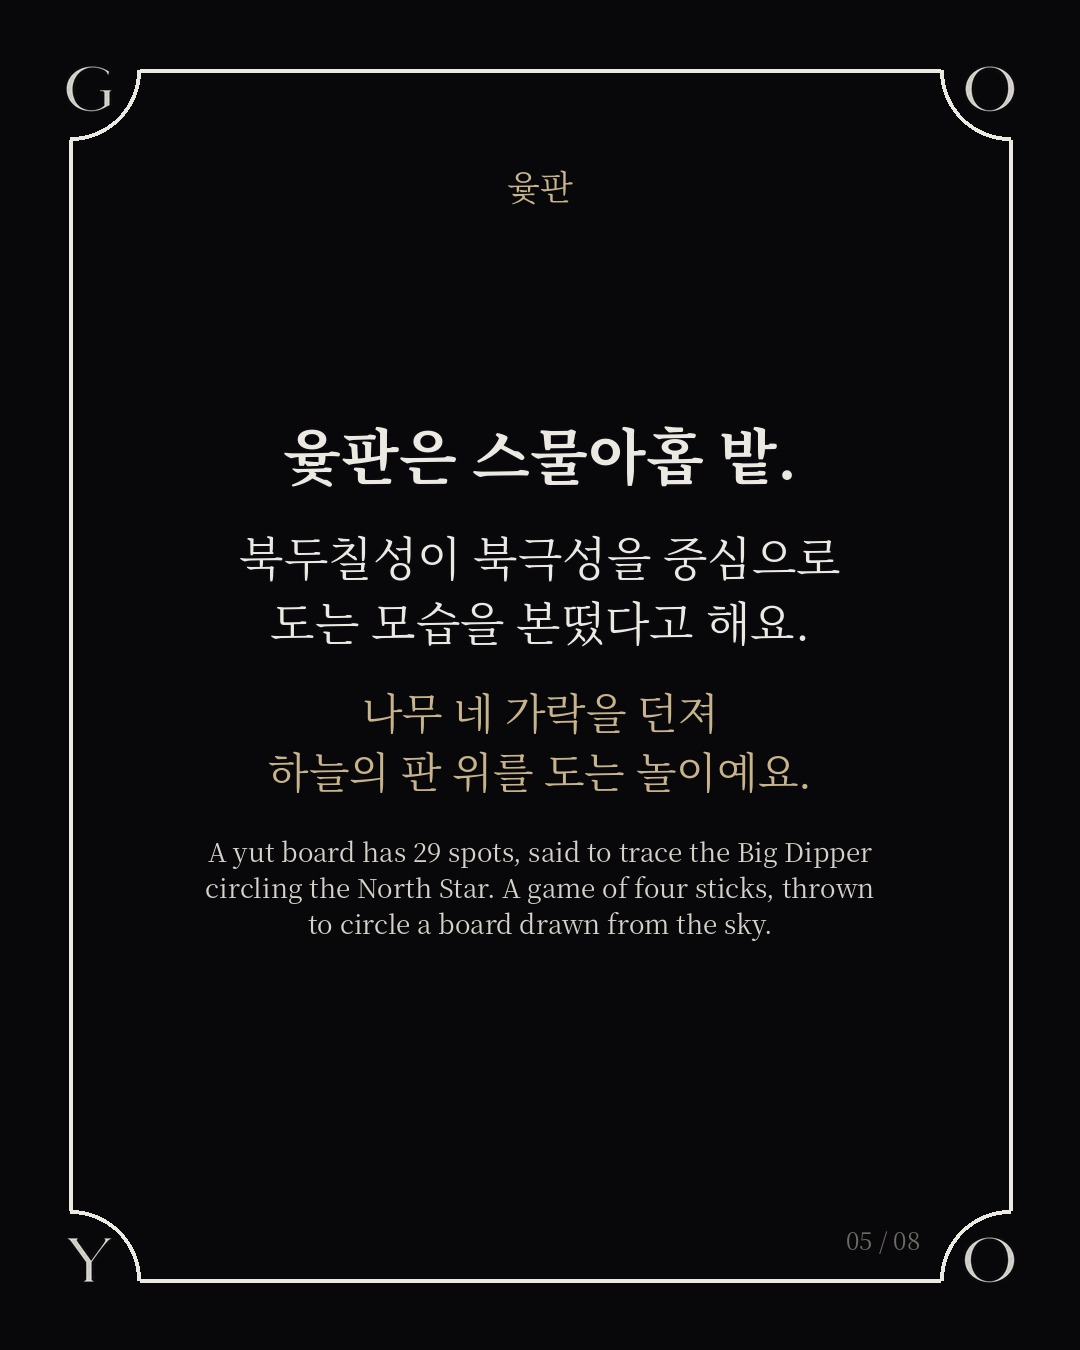 G
O
윷판
윷판은 스물아홉 밭.
북두칠성이 북극성을 중심으로
도는 모습을 본떴다고 해요.
나무 네 가락을 던져
하늘의 판 위를 도는 놀이예요.
A yut board has 29 spots, said to trace the Big Dipper
circling the North Star. A game of four sticks, thrown
to circle a board drawn from the sky.
05 / 08
Y
O